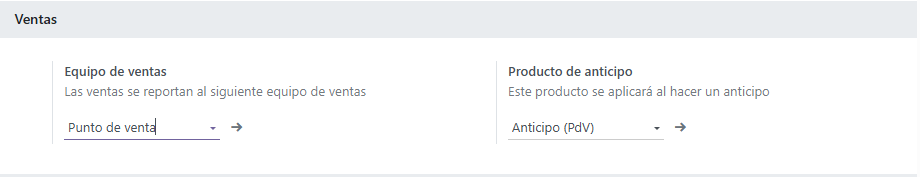 Ventas
Equipo de ventas
Las ventas se reportan al siguiente equipo de ventas
Punto de venta
Producto de anticipo
Este producto se aplicará al hacer un anticipo
Anticipo (PdV)